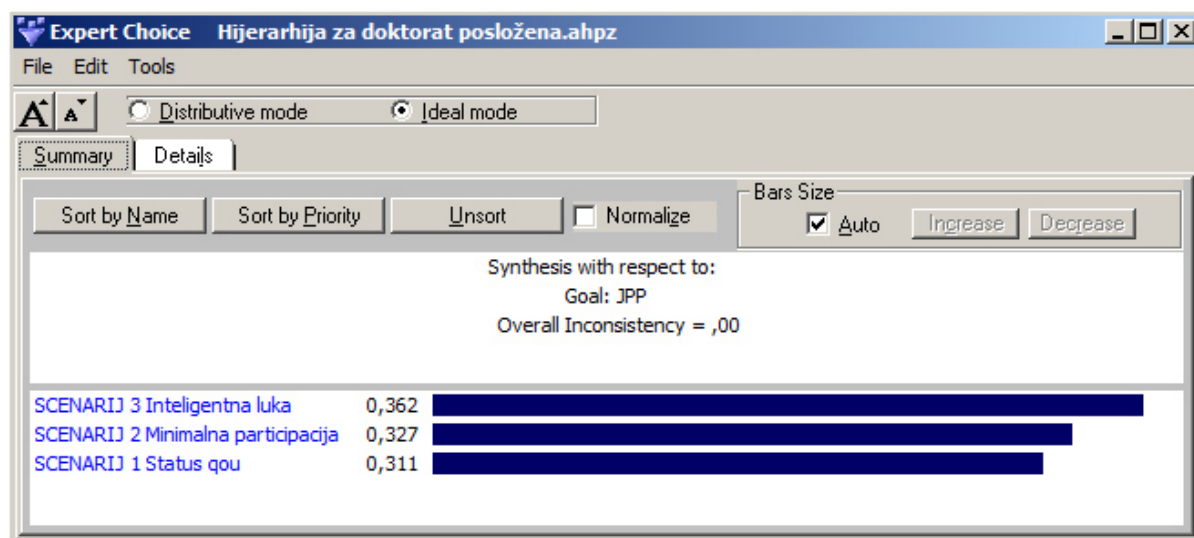 Expert Choice Hijerarhija za doktorat posložena.ahpz
File Edit Tools
A A Distributive mode Ideal mode
Summary Details
Bars Size
Sort by Name Sort by Priority Unsort Normalize Auto Increase Decrease
Synthesis with respect to:
Goal: JPP
Overall Inconsistency = ,00
SCENARIJ 3 Inteligentna luka 0,362
SCENARIJ 2 Minimalna participacija 0,327
SCENARIJ 1 Status qou 0,311